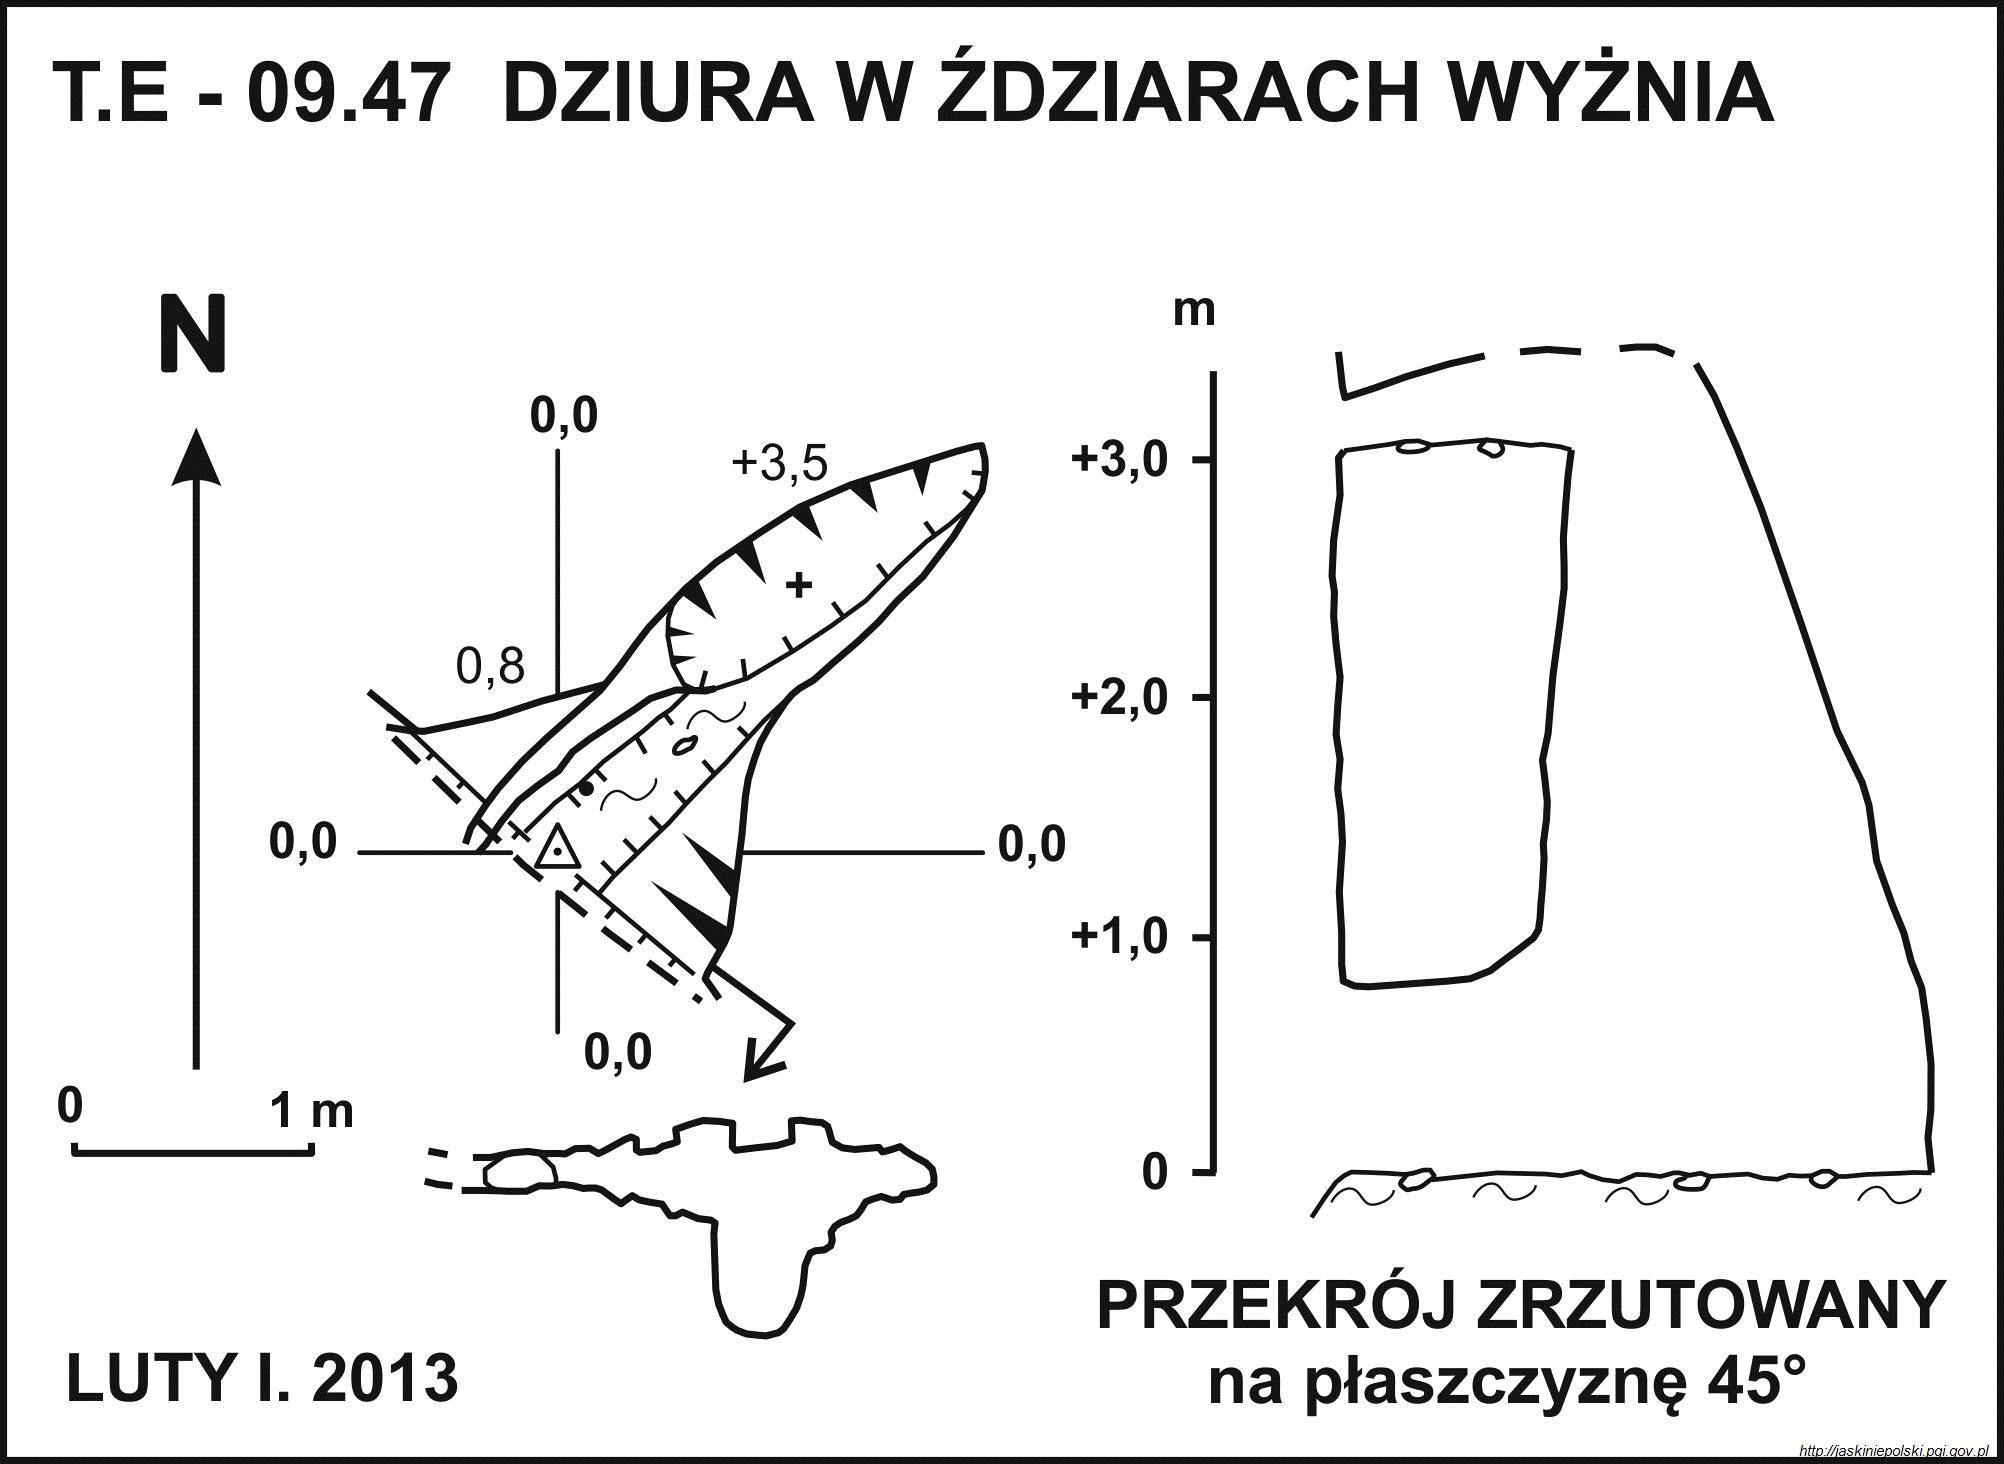 T.E - 09.47 DZIURA W ŹDZIARACH WYŻNIA
N
m
0,0
+3,5
+3,0
0,8
+2,0
0,0
0,0
+1,0
0,0
0
1 m
0
PRZEKRÓJ ZRZUTOWANY
na płaszczyznę 45°
LUTY I. 2013
http://jaskiniepolski.pgi.gov.pl